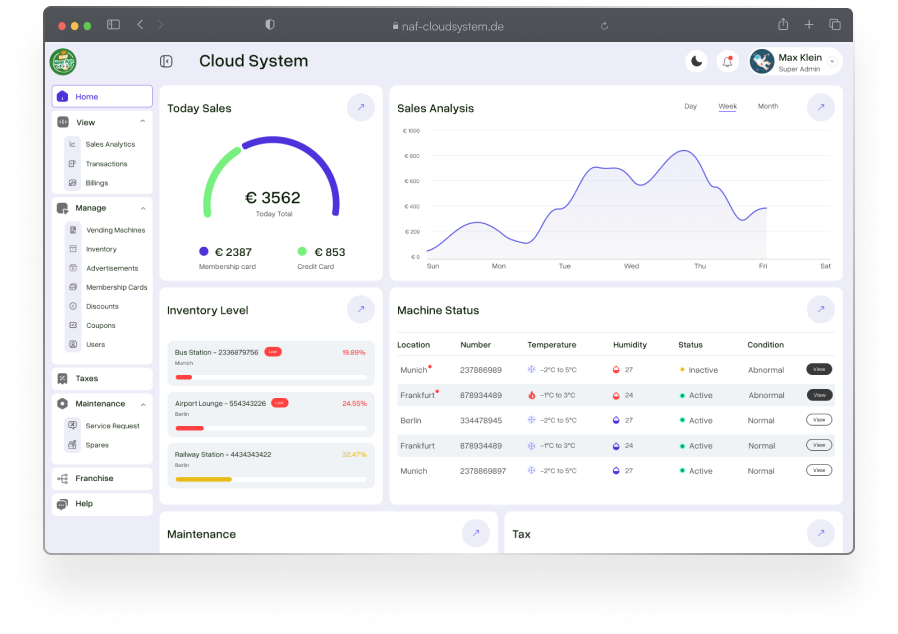 naf-cloudsystem.de
Cloud System
Max Klein
Super Admin
Home
View
Sales Analytics
Transactions
Billings
Manage
Vending Machines
Inventory
Advertisements
Membership Cards
Discounts
Coupons
Users
Taxes
Maintenance
Service Request
Spares
Franchise
Help
Today Sales
€ 3562
Today Total
€ 2387
Membership card
€ 853
Credit Card
Sales Analysis
Day Week Month
€ 1000
€ 800
€ 600
€ 400
€ 200
€ 0
Sun Mon Tue Wed Thu Fri Sat
Inventory Level
Bus Station - 2336879756 Low 19.89%
Munich
Airport Lounge - 554343226 Low 24.55%
Berlin
Railway Station - 4434343422 32.47%
Berlin
Machine Status
Location Number Temperature Humidity Status Condition
Munich 237886989 -2°C to 5°C 27 Inactive Abnormal View
Frankfurt 878934489 -1°C to 3°C 24 Active Abnormal View
Berlin 334478945 -2°C to 5°C 27 Active Normal View
Frankfurt 878934489 -1°C to 3°C 24 Active Normal View
Munich 2378869897 -2°C to 5°C 27 Active Normal View
Maintenance
Tax